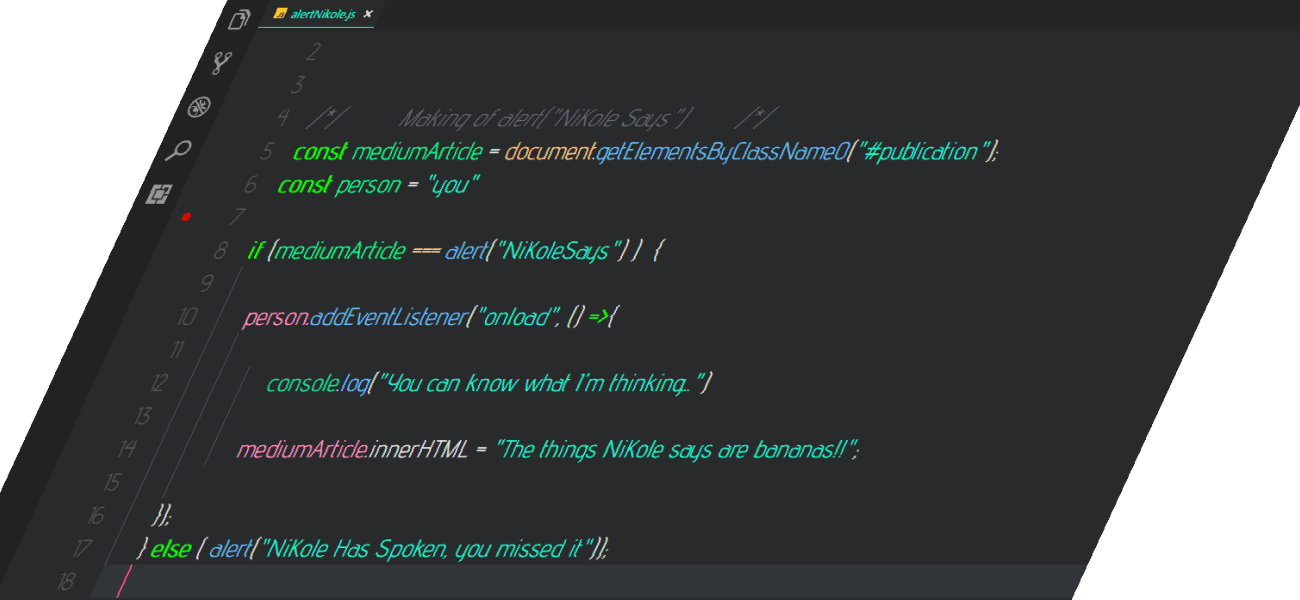 JS alertNikole.js ×
2
3
4 /*/ Making of alert("NiKole Says") /*/
5 const mediumArticle = document.getElementsByClassName()("#publication");
6 const person = "you"
7
8 if (mediumArticle === alert("NiKoleSays") ) {
9
10 person.addEventListener("onload", () =>{
11
12 console.log("You can know what I'm thinking.. ")
13
14 mediumArticle.innerHTML = "The things NiKole says are bananas!!";
15
16 });
17 } else { alert("NiKole Has Spoken, you missed it")};
18